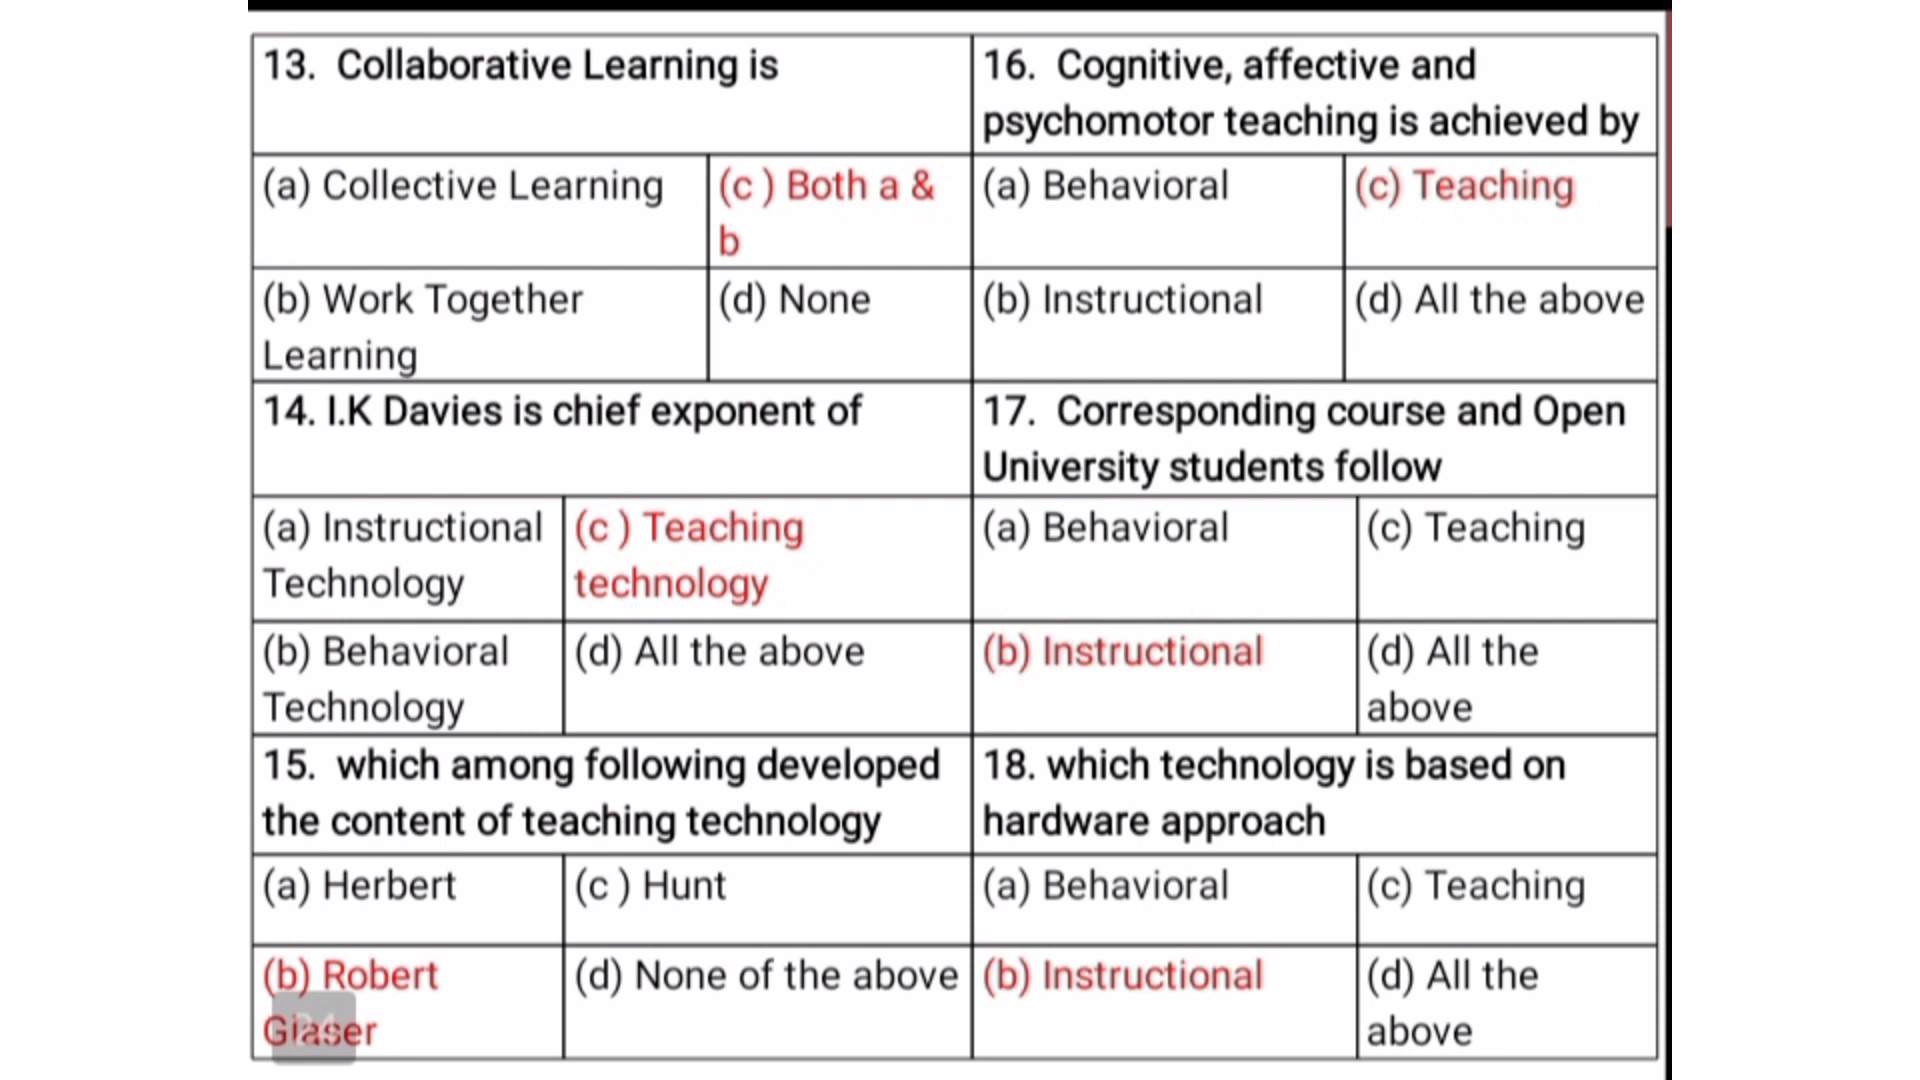 13.  Collaborative Learning is
(a) Collective Learning
(c ) Both a &
b
(b) Work Together
Learning
(d) None
14. I.K Davies is chief exponent of
(a) Instructional
Technology
(c ) Teaching
technology
(b) Behavioral
Technology
(d) All the above
15.  which among following developed
the content of teaching technology
(a) Herbert
(c ) Hunt
(b) Robert
Glaser
(d) None of the above
16.  Cognitive, affective and
psychomotor teaching is achieved by
(a) Behavioral
(c) Teaching
(b) Instructional
(d) All the above
17.  Corresponding course and Open
University students follow
(a) Behavioral
(c) Teaching
(b) Instructional
(d) All the
above
18. which technology is based on
hardware approach
(a) Behavioral
(c) Teaching
(b) Instructional
(d) All the
above